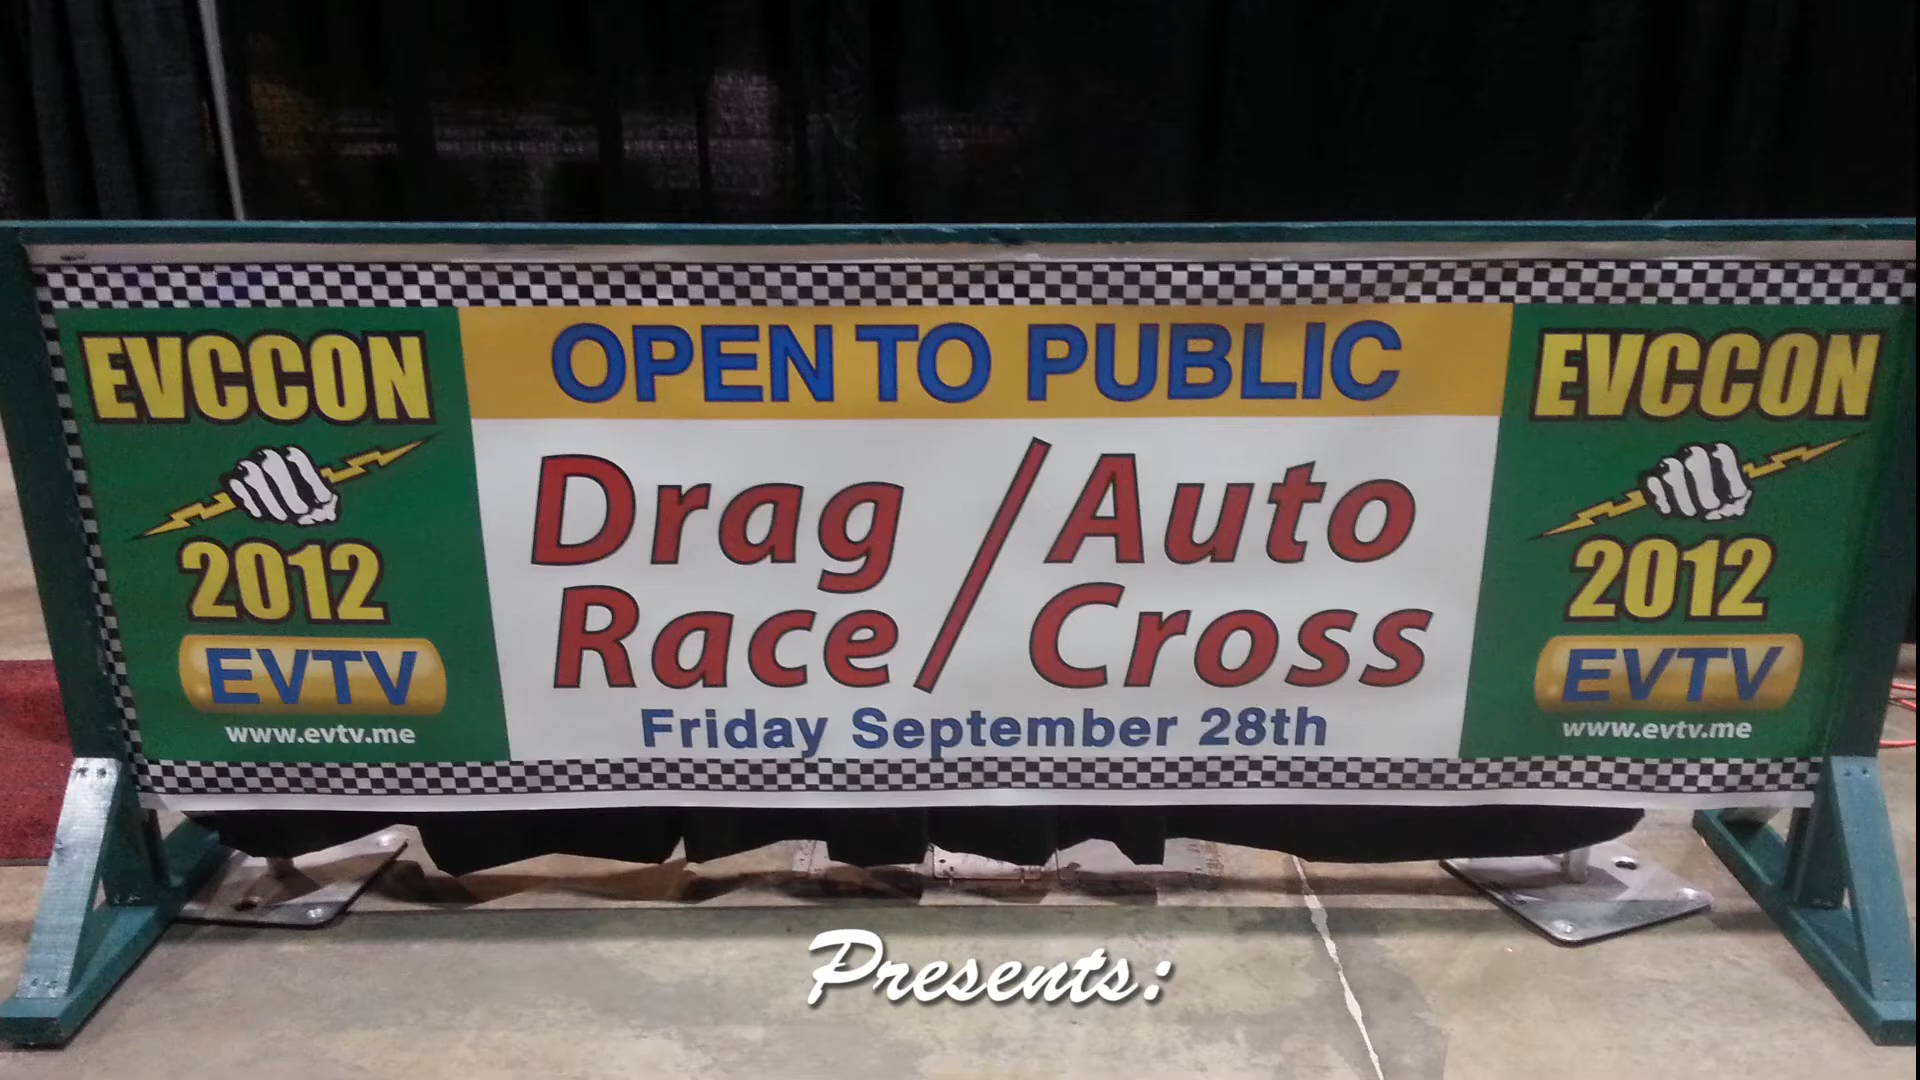 OPEN TO PUBLIC
EVCCON
2012
EVTV
www.evtv.me
Drag / Auto
Race / Cross
Friday September 28th
EVCCON
2012
EVTV
www.evtv.me
Presents: